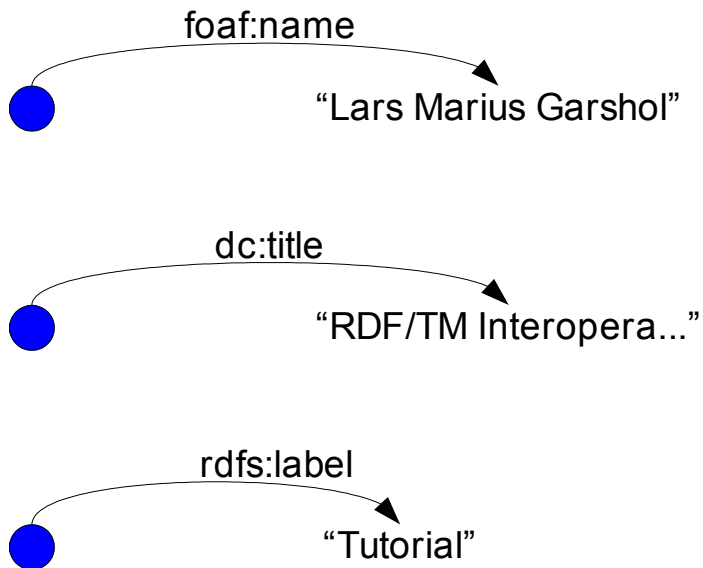 foaf:name
“Lars Marius Garshol”
dc:title
“RDF/TM Interopera...”
rdfs:label
“Tutorial”